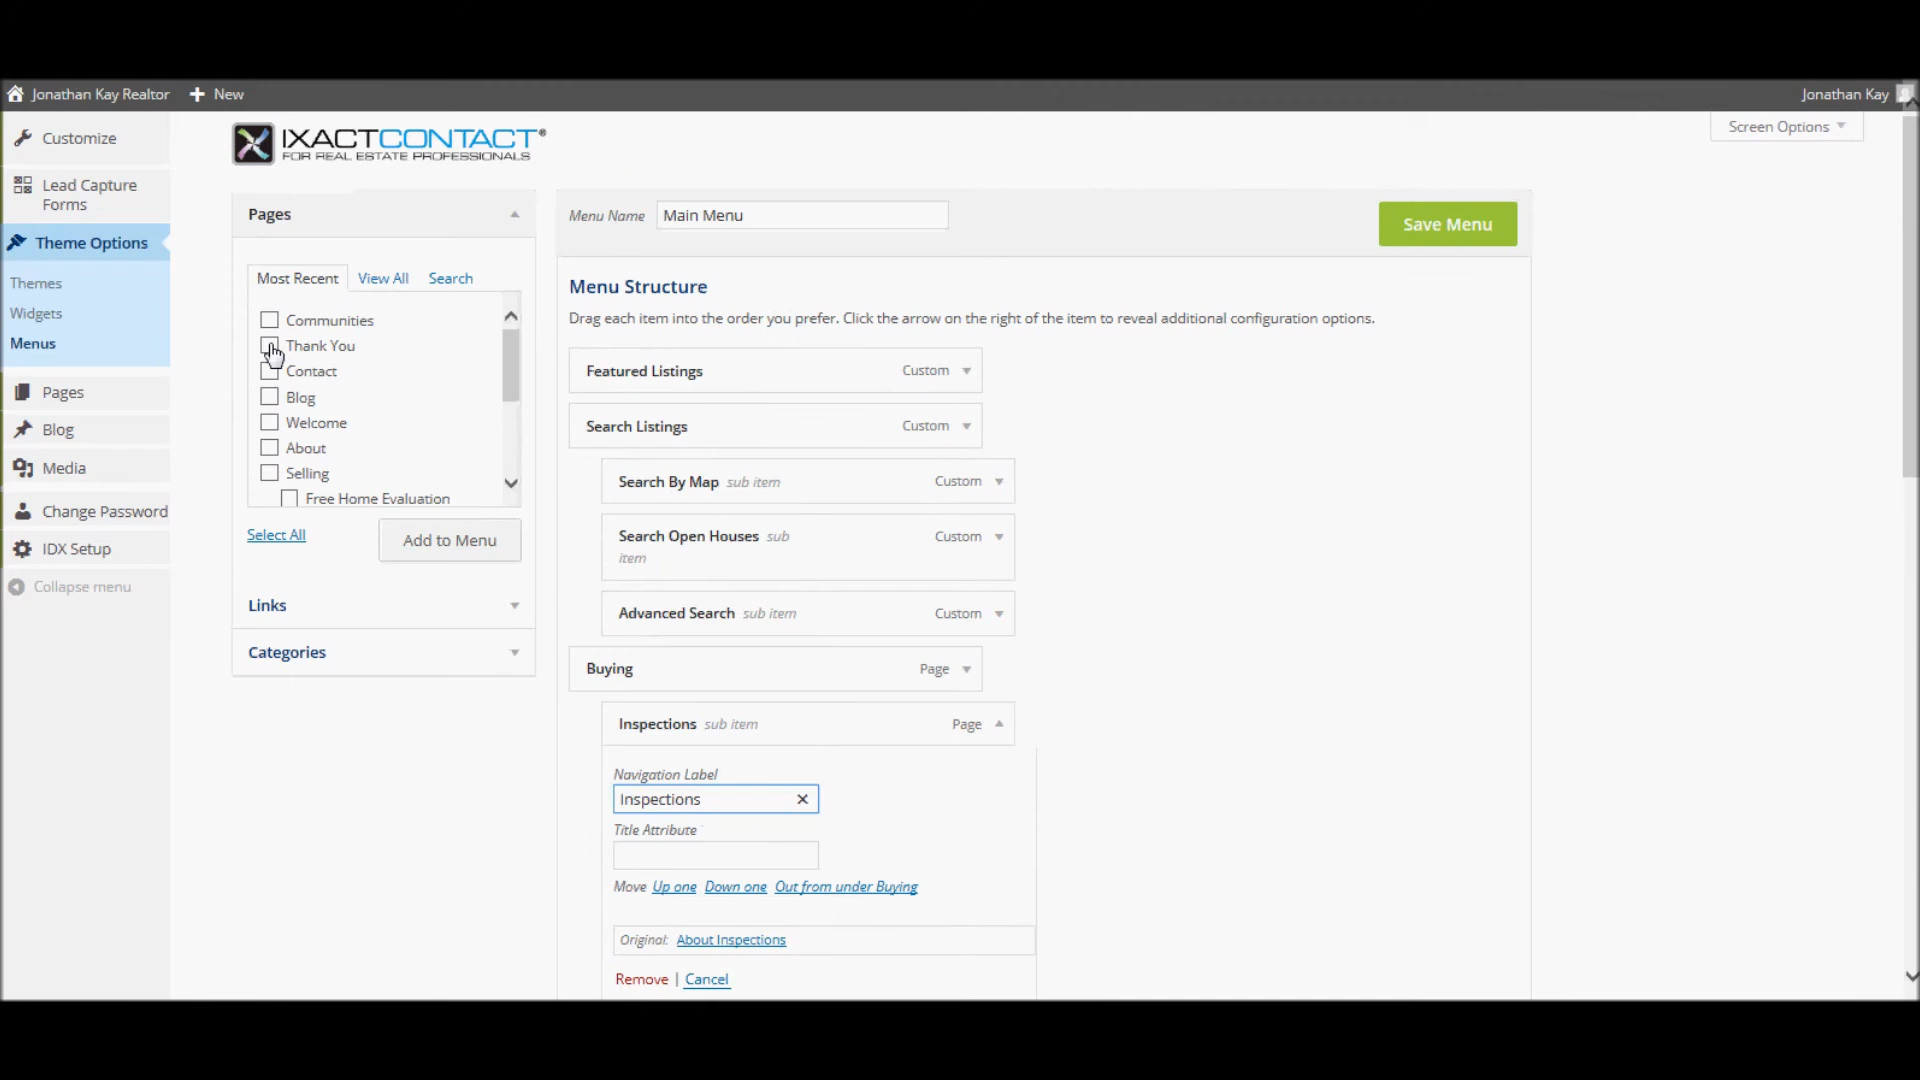 Jonathan Kay Realtor
New
Jonathan Kay
Customize
Lead Capture
Forms
Theme Options
Themes
Widgets
Menus
Pages
Blog
Media
Change Password
IDX Setup
Collapse menu
IXACTCONTACT®
FOR REAL ESTATE PROFESSIONALS
Screen Options
Pages
Most Recent View All Search
Communities
Thank You
Contact
Blog
Welcome
About
Selling
Free Home Evaluation
Select All
Add to Menu
Links
Categories
Menu Name Main Menu
Save Menu
Menu Structure
Drag each item into the order you prefer. Click the arrow on the right of the item to reveal additional configuration options.
Featured Listings Custom
Search Listings Custom
Search By Map sub item Custom
Search Open Houses sub Custom
item
Advanced Search sub item Custom
Buying Page
Inspections sub item Page
Navigation Label
Inspections
Title Attribute
Move Up one Down one Out from under Buying
Original: About Inspections
Remove | Cancel